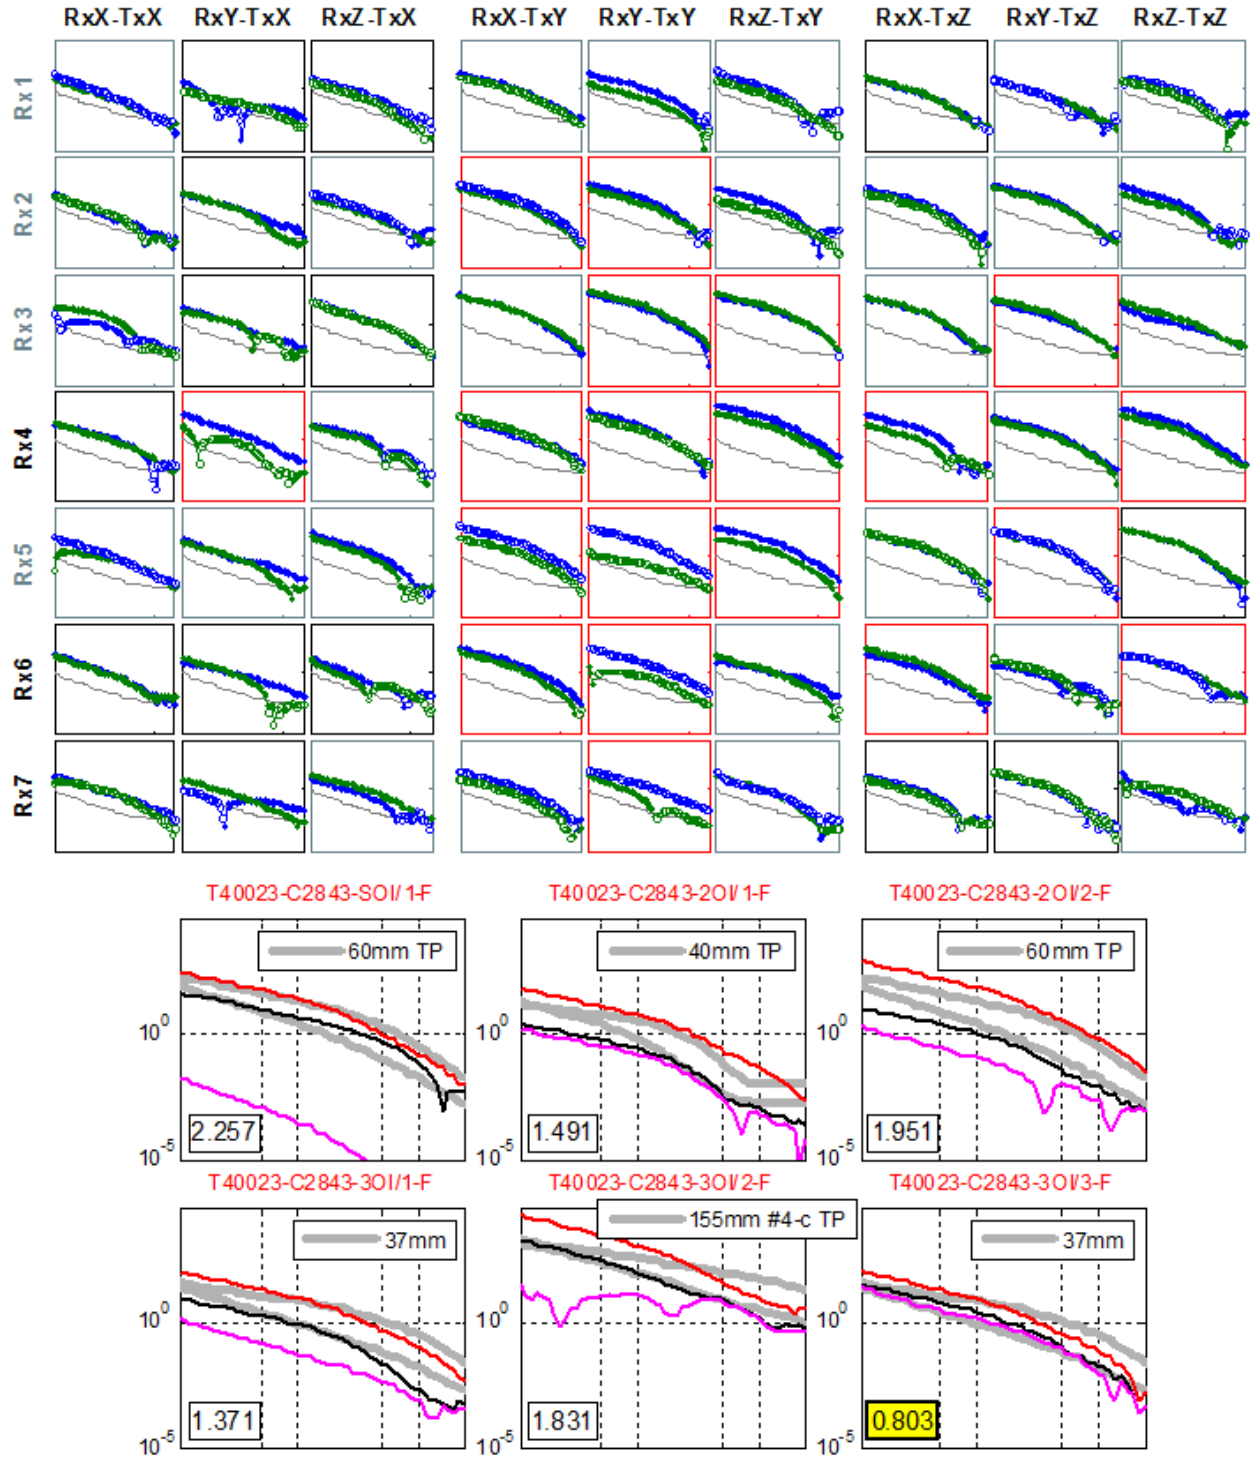 RxX-TxX RxY-TxX RxZ-TxX RxX-TxY RxY-TxY RxZ-TxY RxX-TxZ RxY-TxZ RxZ-TxZ
Rx1
Rx2
Rx3
Rx4
Rx5
Rx6
Rx7
T40023-C2843-SOI/1-F T40023-C2843-2OI/1-F T40023-C2843-2OI/2-F
60mm TP 40mm TP 60mm TP
10^0 10^0 10^0
2.257 1.491 1.951
10^-5 10^-5 10^-5
T40023-C2843-3OI/1-F T40023-C2843-3OI/2-F T40023-C2843-3OI/3-F
37mm 155mm #4-c TP 37mm
10^0 10^0 10^0
1.371 1.831 0.803
10^-5 10^-5 10^-5